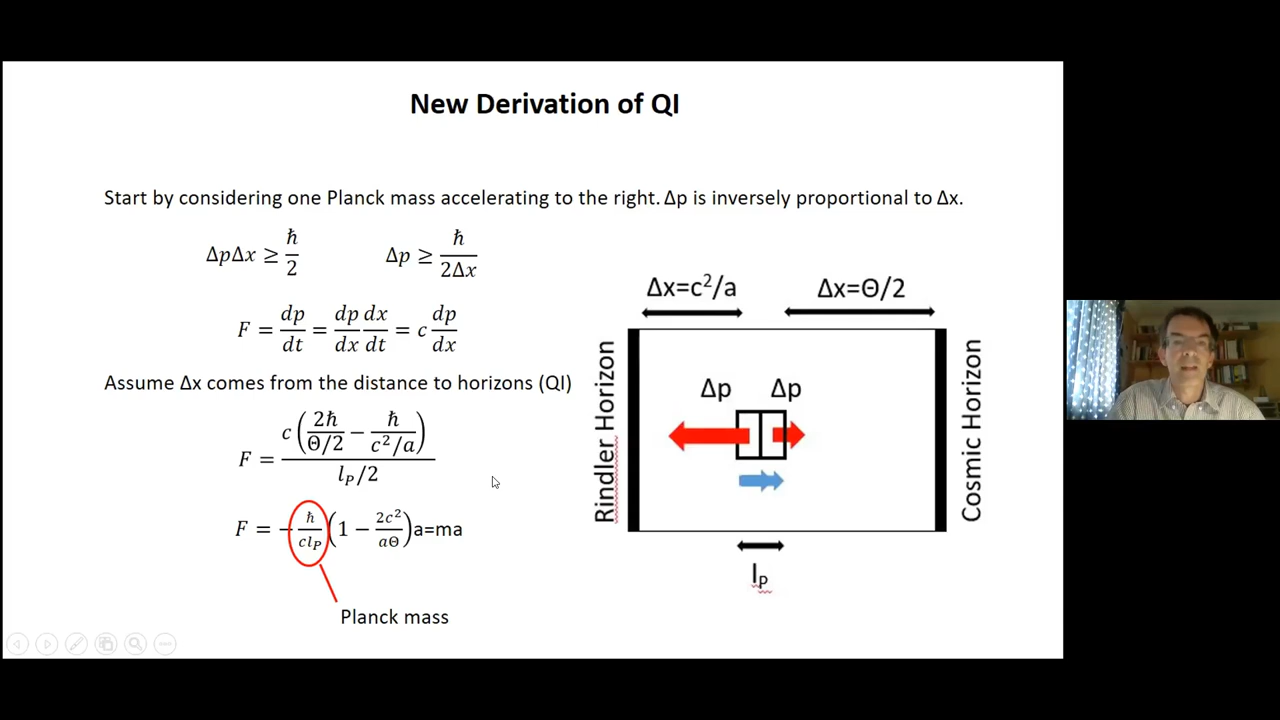 New Derivation of QI
Start by considering one Planck mass accelerating to the right. Δp is inversely proportional to Δx.
ΔpΔx ≥ ħ/2
Δp ≥ ħ/2Δx
F = dp/dt = dp/dx dx/dt = c dp/dx
Assume Δx comes from the distance to horizons (QI)
F = c(2ħ/Θ/2 − ħ/c²/a) / lₚ/2
F = − ħ/clₚ (1 − 2c²/aΘ)a=ma
Planck mass
Δx=c²/a
Δx=Θ/2
Rindler Horizon
Δp
Δp
Cosmic Horizon
lₚ